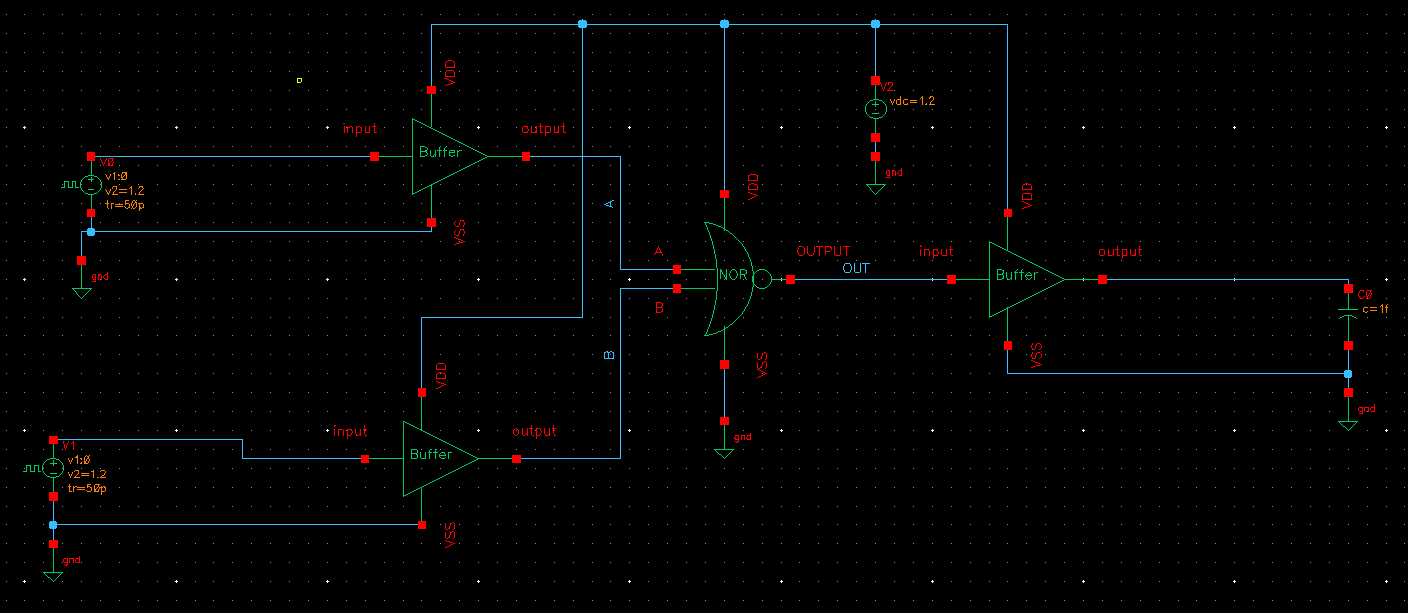 VDD
V2
vdc=1.2
input
output
Buffer
V0
v1:0
v2=1.2
tr=50p
gnd
VSS
A
gnd
VDD
VDD
A
OUTPUT
OUT
input
output
NOR
Buffer
B
C0
c=1f
B
VSS
VSS
VDD
gnd
input
output
gnd
V1
v1:0
v2=1.2
tr=50p
Buffer
VSS
gnd